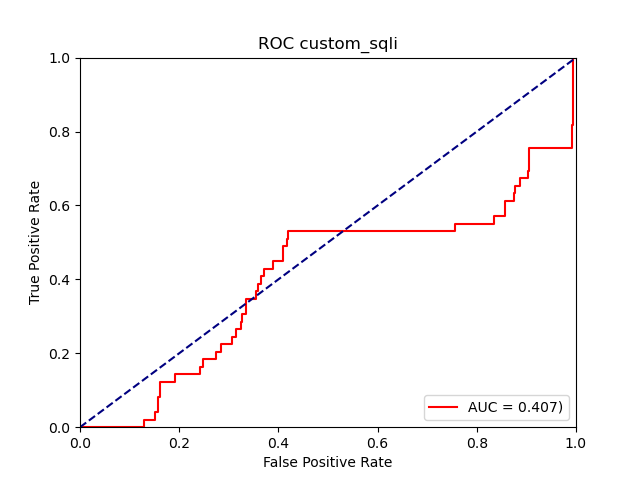 ROC custom_sqli
True Positive Rate
1.0
0.8
0.6
0.4
0.2
0.0
AUC = 0.407)
0.0 0.2 0.4 0.6 0.8 1.0
False Positive Rate